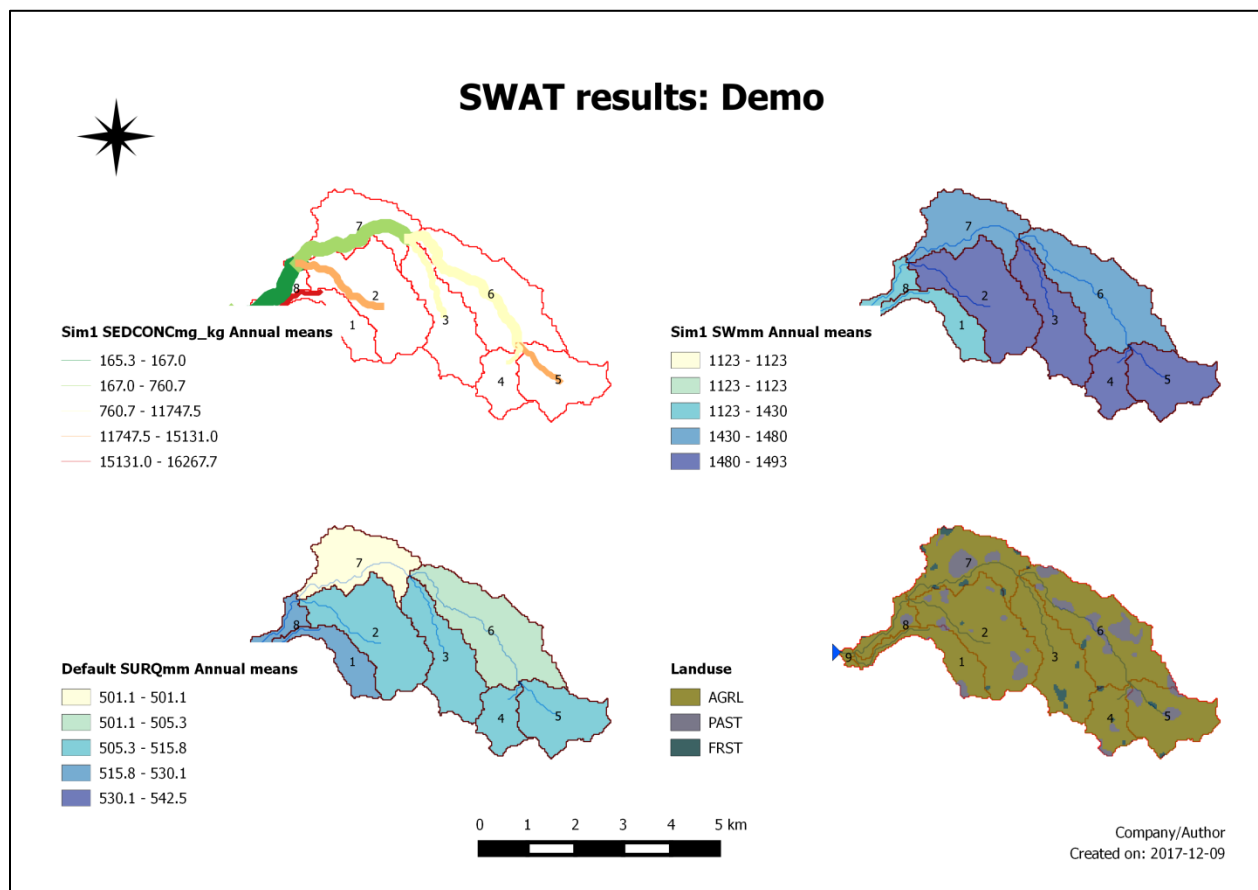 SWAT results: Demo
7
8
2
6
1
3
4
5
Sim1 SEDCONCmg_kg Annual means
165.3 - 167.0
167.0 - 760.7
760.7 - 11747.5
11747.5 - 15131.0
15131.0 - 16267.7
7
8
2
6
1
3
4
5
Sim1 SWmm Annual means
1123 - 1123
1123 - 1123
1123 - 1430
1430 - 1480
1480 - 1493
7
8
2
6
1
3
4
5
Default SURQmm Annual means
501.1 - 501.1
501.1 - 505.3
505.3 - 515.8
515.8 - 530.1
530.1 - 542.5
7
8
2
6
9
1
3
4
5
Landuse
AGRL
PAST
FRST
0 1 2 3 4 5 km
Company/Author
Created on: 2017-12-09